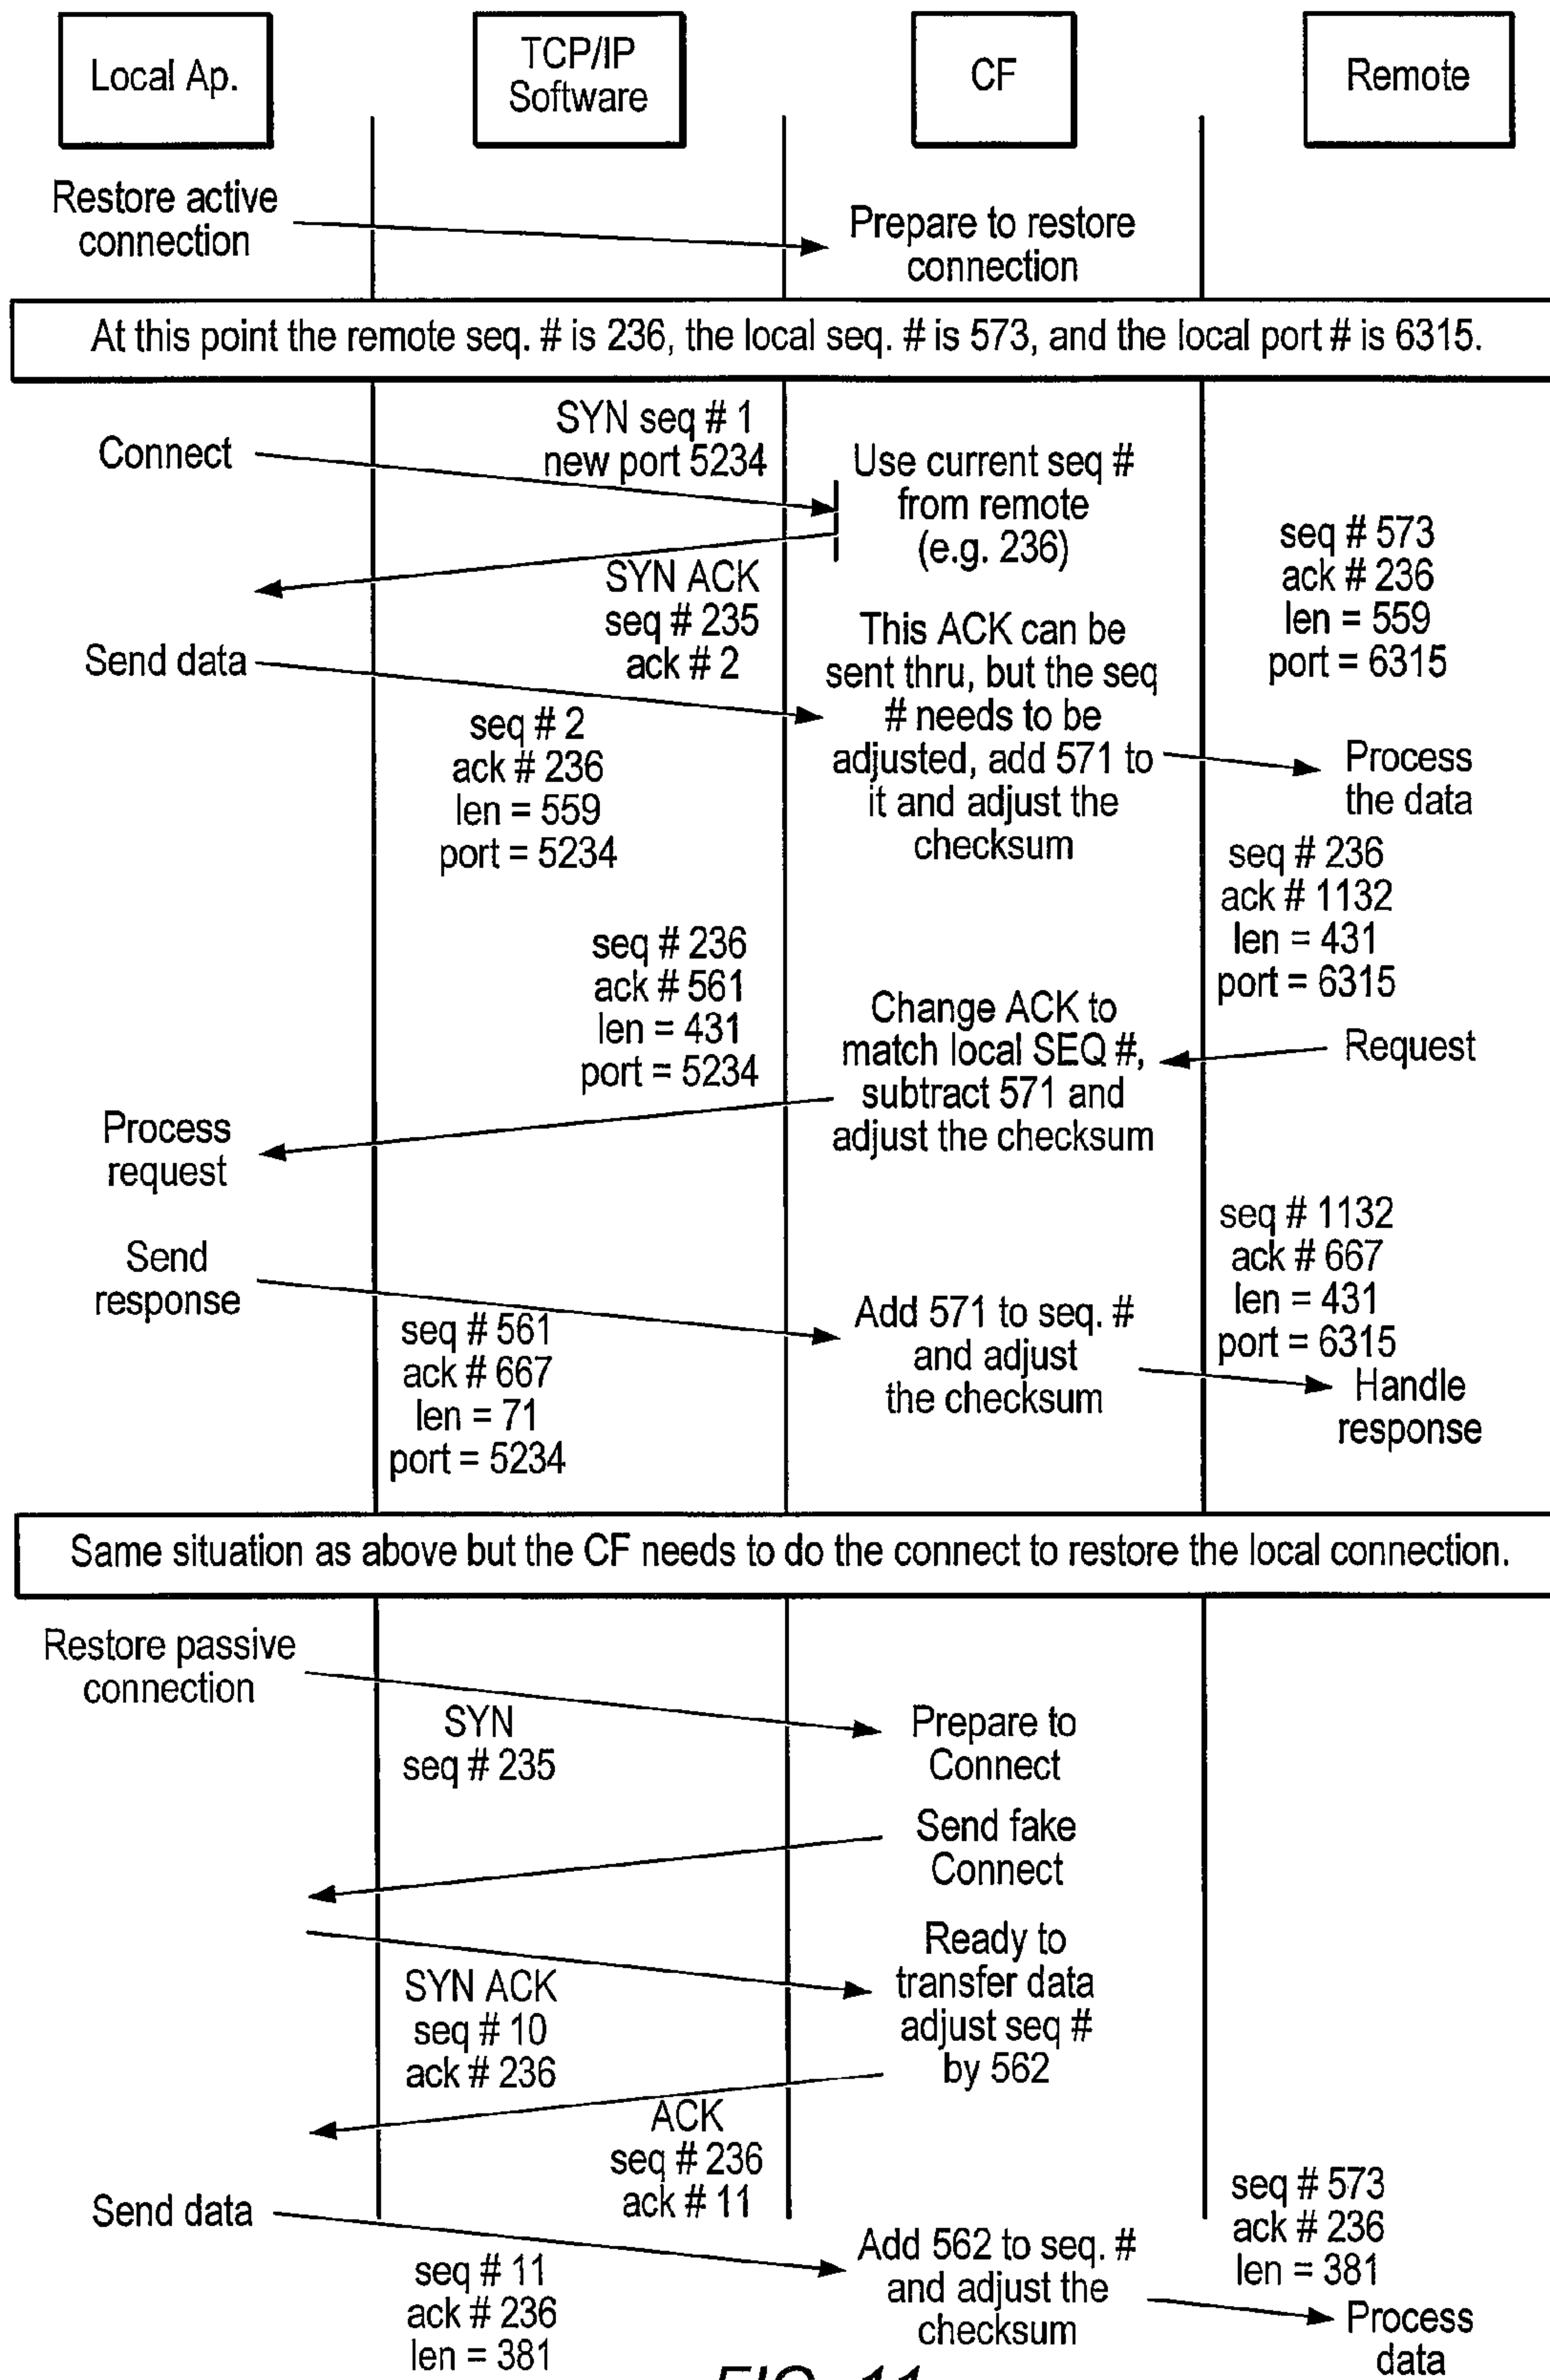 Local Ap.
TCP/IP
Software
CF
Remote
Restore active
connection
Prepare to restore
connection
At this point the remote seq. # is 236, the local seq. # is 573, and the local port # is 6315.
Connect
SYN seq # 1
new port 5234
Use current seq #
from remote
(e.g. 236)
SYN ACK
seq # 235
ack # 2
seq # 573
ack # 236
len = 559
port = 6315
Send data
This ACK can be
sent thru, but the seq
# needs to be
adjusted, add 571 to
it and adjust the
checksum
seq # 2
ack # 236
len = 559
port = 5234
Process
the data
seq # 236
ack # 1132
len = 431
port = 6315
seq # 236
ack # 561
len = 431
port = 5234
Change ACK to
match local SEQ #,
subtract 571 and
adjust the checksum
Request
Process
request
Send
response
seq # 1132
ack # 667
len = 431
port = 6315
Add 571 to seq. #
and adjust
the checksum
seq # 561
ack # 667
len = 71
port = 5234
Handle
response
Same situation as above but the CF needs to do the connect to restore the local connection.
Restore passive
connection
SYN
seq # 235
Prepare to
Connect
Send fake
Connect
Ready to
transfer data
adjust seq #
by 562
SYN ACK
seq # 10
ack # 236
ACK
seq # 236
ack # 11
Send data
seq # 573
ack # 236
len = 381
Add 562 to seq. #
and adjust the
checksum
seq # 11
ack # 236
len = 381
Process
data
FIG. 11